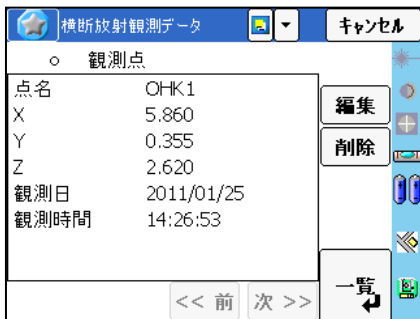 横断放射観測データ
キャンセル
○ 観測点
点名 OHK1
X 5.860
Y 0.355
Z 2.620
観測日 2011/01/25
観測時間 14:26:53
編集
削除
一覧
<< 前 次 >>